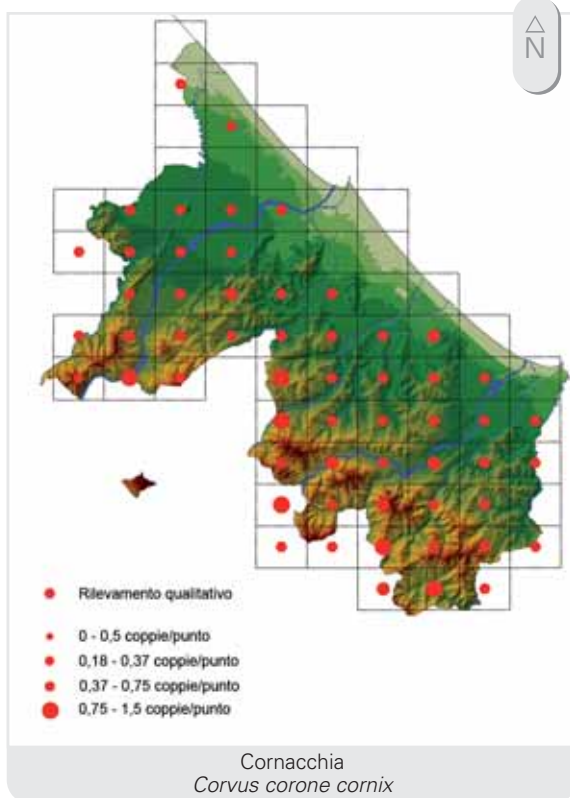 N
Rilevamento qualitativo
0 - 0,5 coppie/punto
0,18 - 0,37 coppie/punto
0,37 - 0,75 coppie/punto
0,75 - 1,5 coppie/punto
Cornacchia
Corvus corone cornix